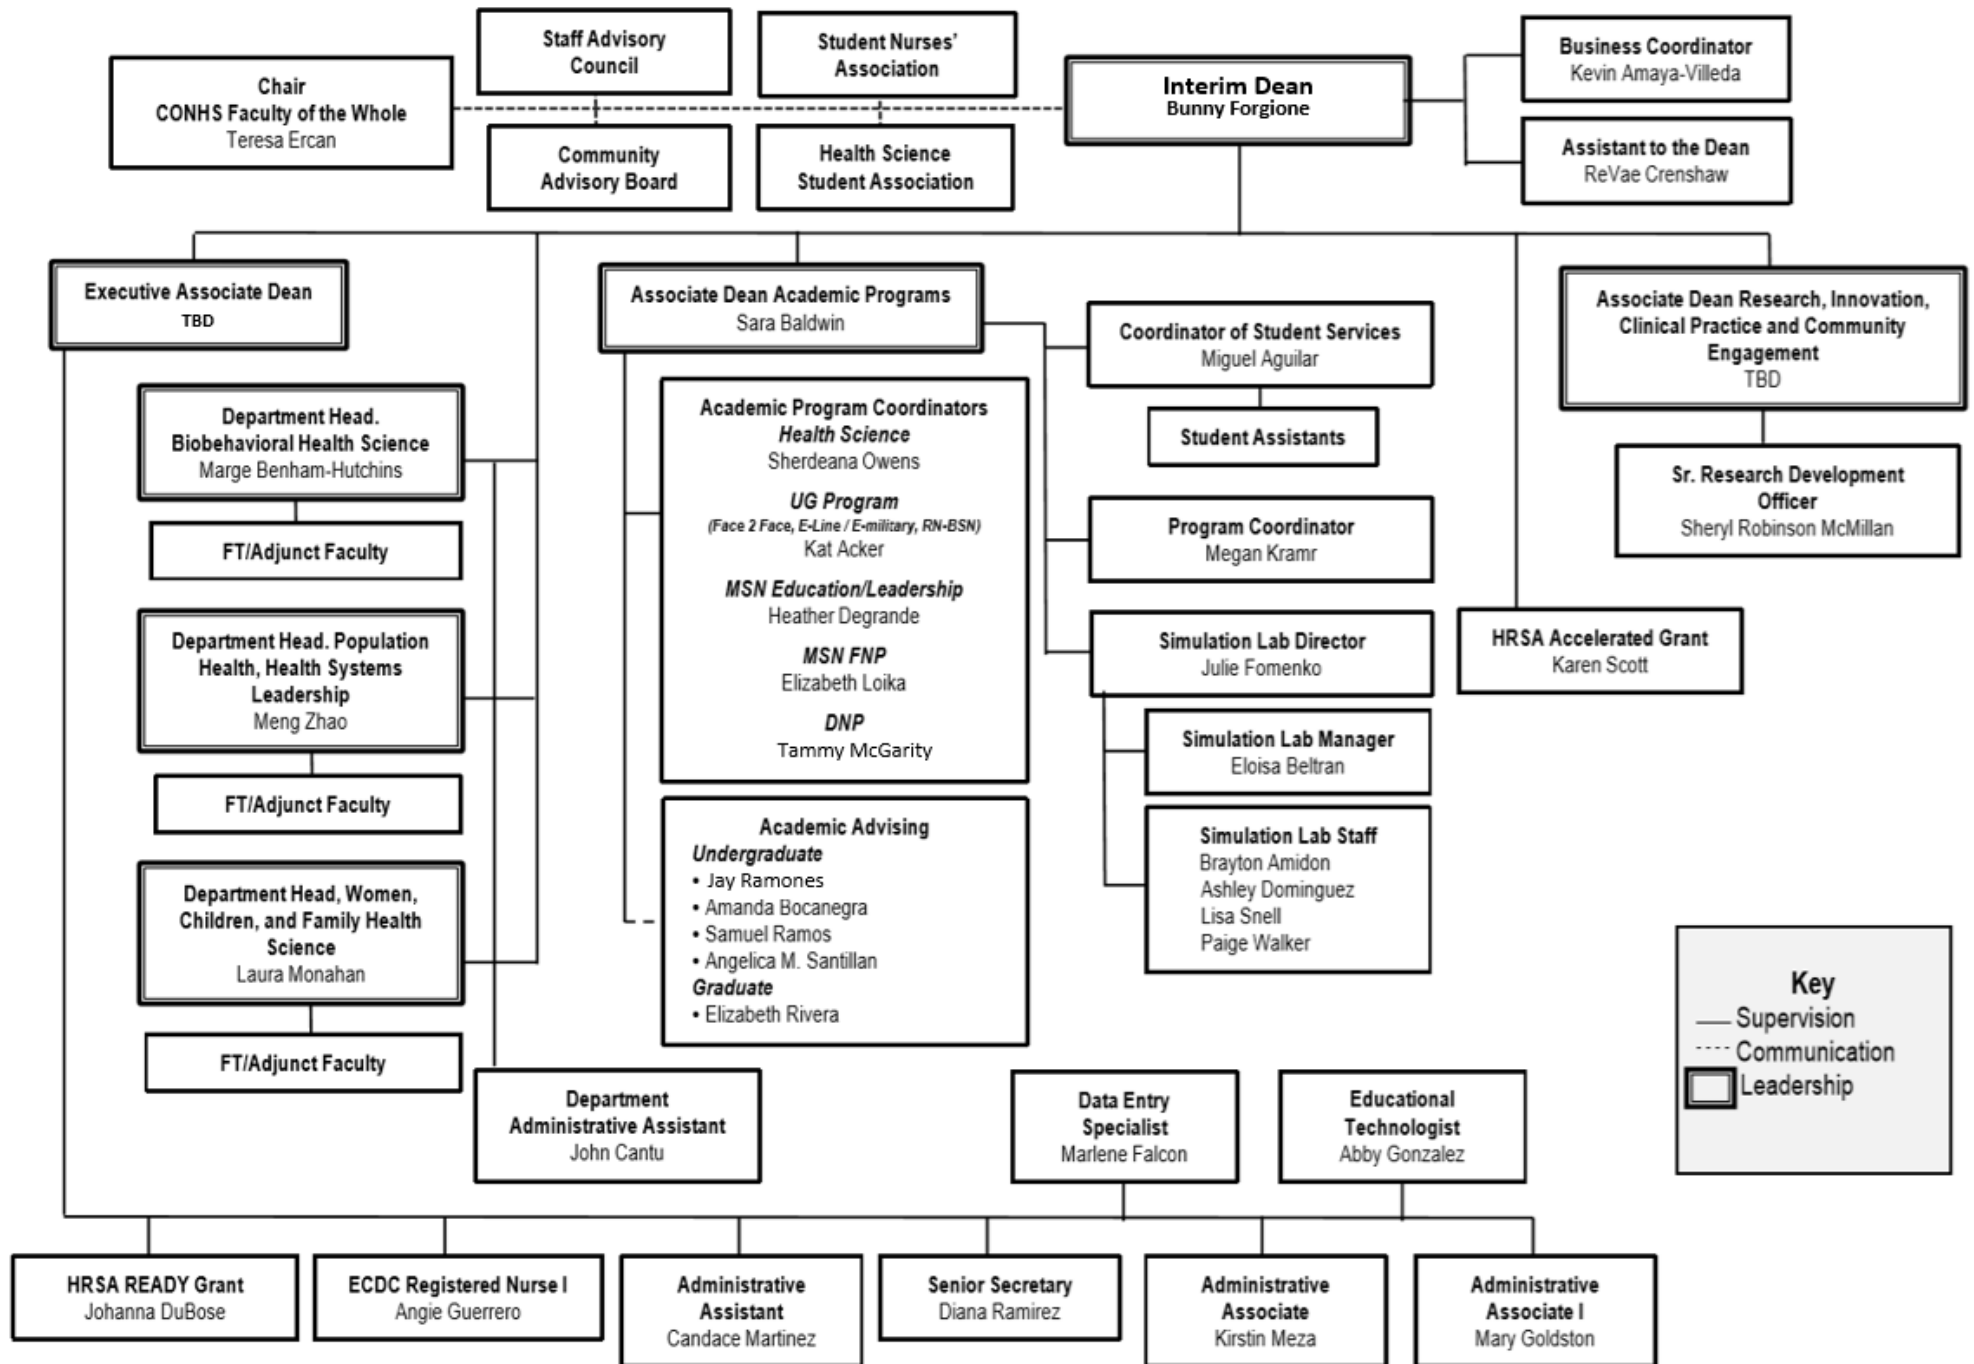 Staff Advisory
Council
Student Nurses'
Association
Chair
CONHS Faculty of the Whole
Teresa Ercan
Community
Advisory Board
Health Science
Student Association
Interim Dean
Bunny Forgione
Business Coordinator
Kevin Amaya-Villeda
Assistant to the Dean
ReVae Crenshaw
Executive Associate Dean
TBD
Department Head.
Biobehavioral Health Science
Marge Benham-Hutchins
FT/Adjunct Faculty
Department Head. Population
Health, Health Systems
Leadership
Meng Zhao
FT/Adjunct Faculty
Department Head, Women,
Children, and Family Health
Science
Laura Monahan
FT/Adjunct Faculty
Associate Dean Academic Programs
Sara Baldwin
Academic Program Coordinators
Health Science
Sherdeana Owens
UG Program
(Face 2 Face, E-Line / E-military, RN-BSN)
Kat Acker
MSN Education/Leadership
Heather Degrande
MSN FNP
Elizabeth Loika
DNP
Tammy McGarity
Academic Advising
Undergraduate
• Jay Ramones
• Amanda Bocanegra
• Samuel Ramos
• Angelica M. Santillan
Graduate
• Elizabeth Rivera
Coordinator of Student Services
Miguel Aguilar
Student Assistants
Program Coordinator
Megan Kramr
Simulation Lab Director
Julie Fomenko
Simulation Lab Manager
Eloisa Beltran
Simulation Lab Staff
Brayton Amidon
Ashley Dominguez
Lisa Snell
Paige Walker
Associate Dean Research, Innovation,
Clinical Practice and Community
Engagement
TBD
Sr. Research Development
Officer
Sheryl Robinson McMillan
HRSA Accelerated Grant
Karen Scott
Key
Supervision
Communication
Leadership
Department
Administrative Assistant
John Cantu
Data Entry
Specialist
Marlene Falcon
Educational
Technologist
Abby Gonzalez
HRSA READY Grant
Johanna DuBose
ECDC Registered Nurse I
Angie Guerrero
Administrative
Assistant
Candace Martinez
Senior Secretary
Diana Ramirez
Administrative
Associate
Kirstin Meza
Administrative
Associate I
Mary Goldston